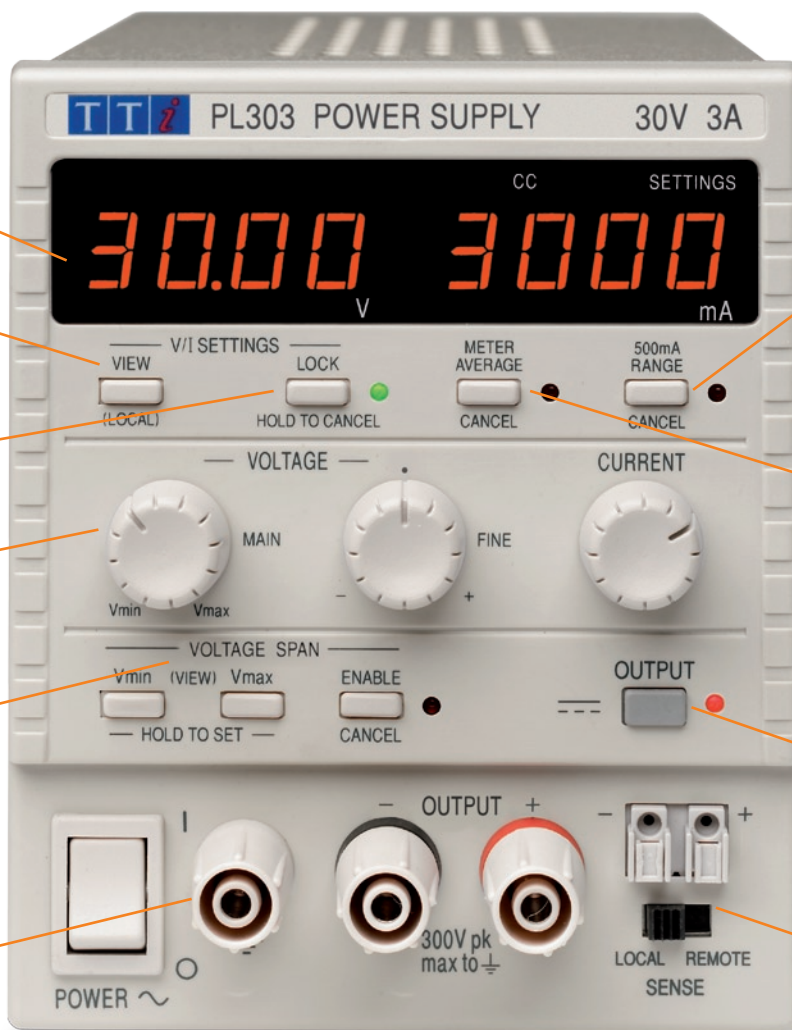 TTi PL303 POWER SUPPLY 30V 3A
CC SETTINGS
30.00 3000
V mA
V/I SETTINGS
VIEW LOCK METER AVERAGE 500mA RANGE
(LOCAL) HOLD TO CANCEL CANCEL CANCEL
VOLTAGE CURRENT
MAIN - FINE +
Vmin Vmax
VOLTAGE SPAN
Vmin (VIEW) Vmax ENABLE OUTPUT
HOLD TO SET CANCEL
I - OUTPUT + - +
300V pk
max to
O LOCAL REMOTE
POWER SENSE